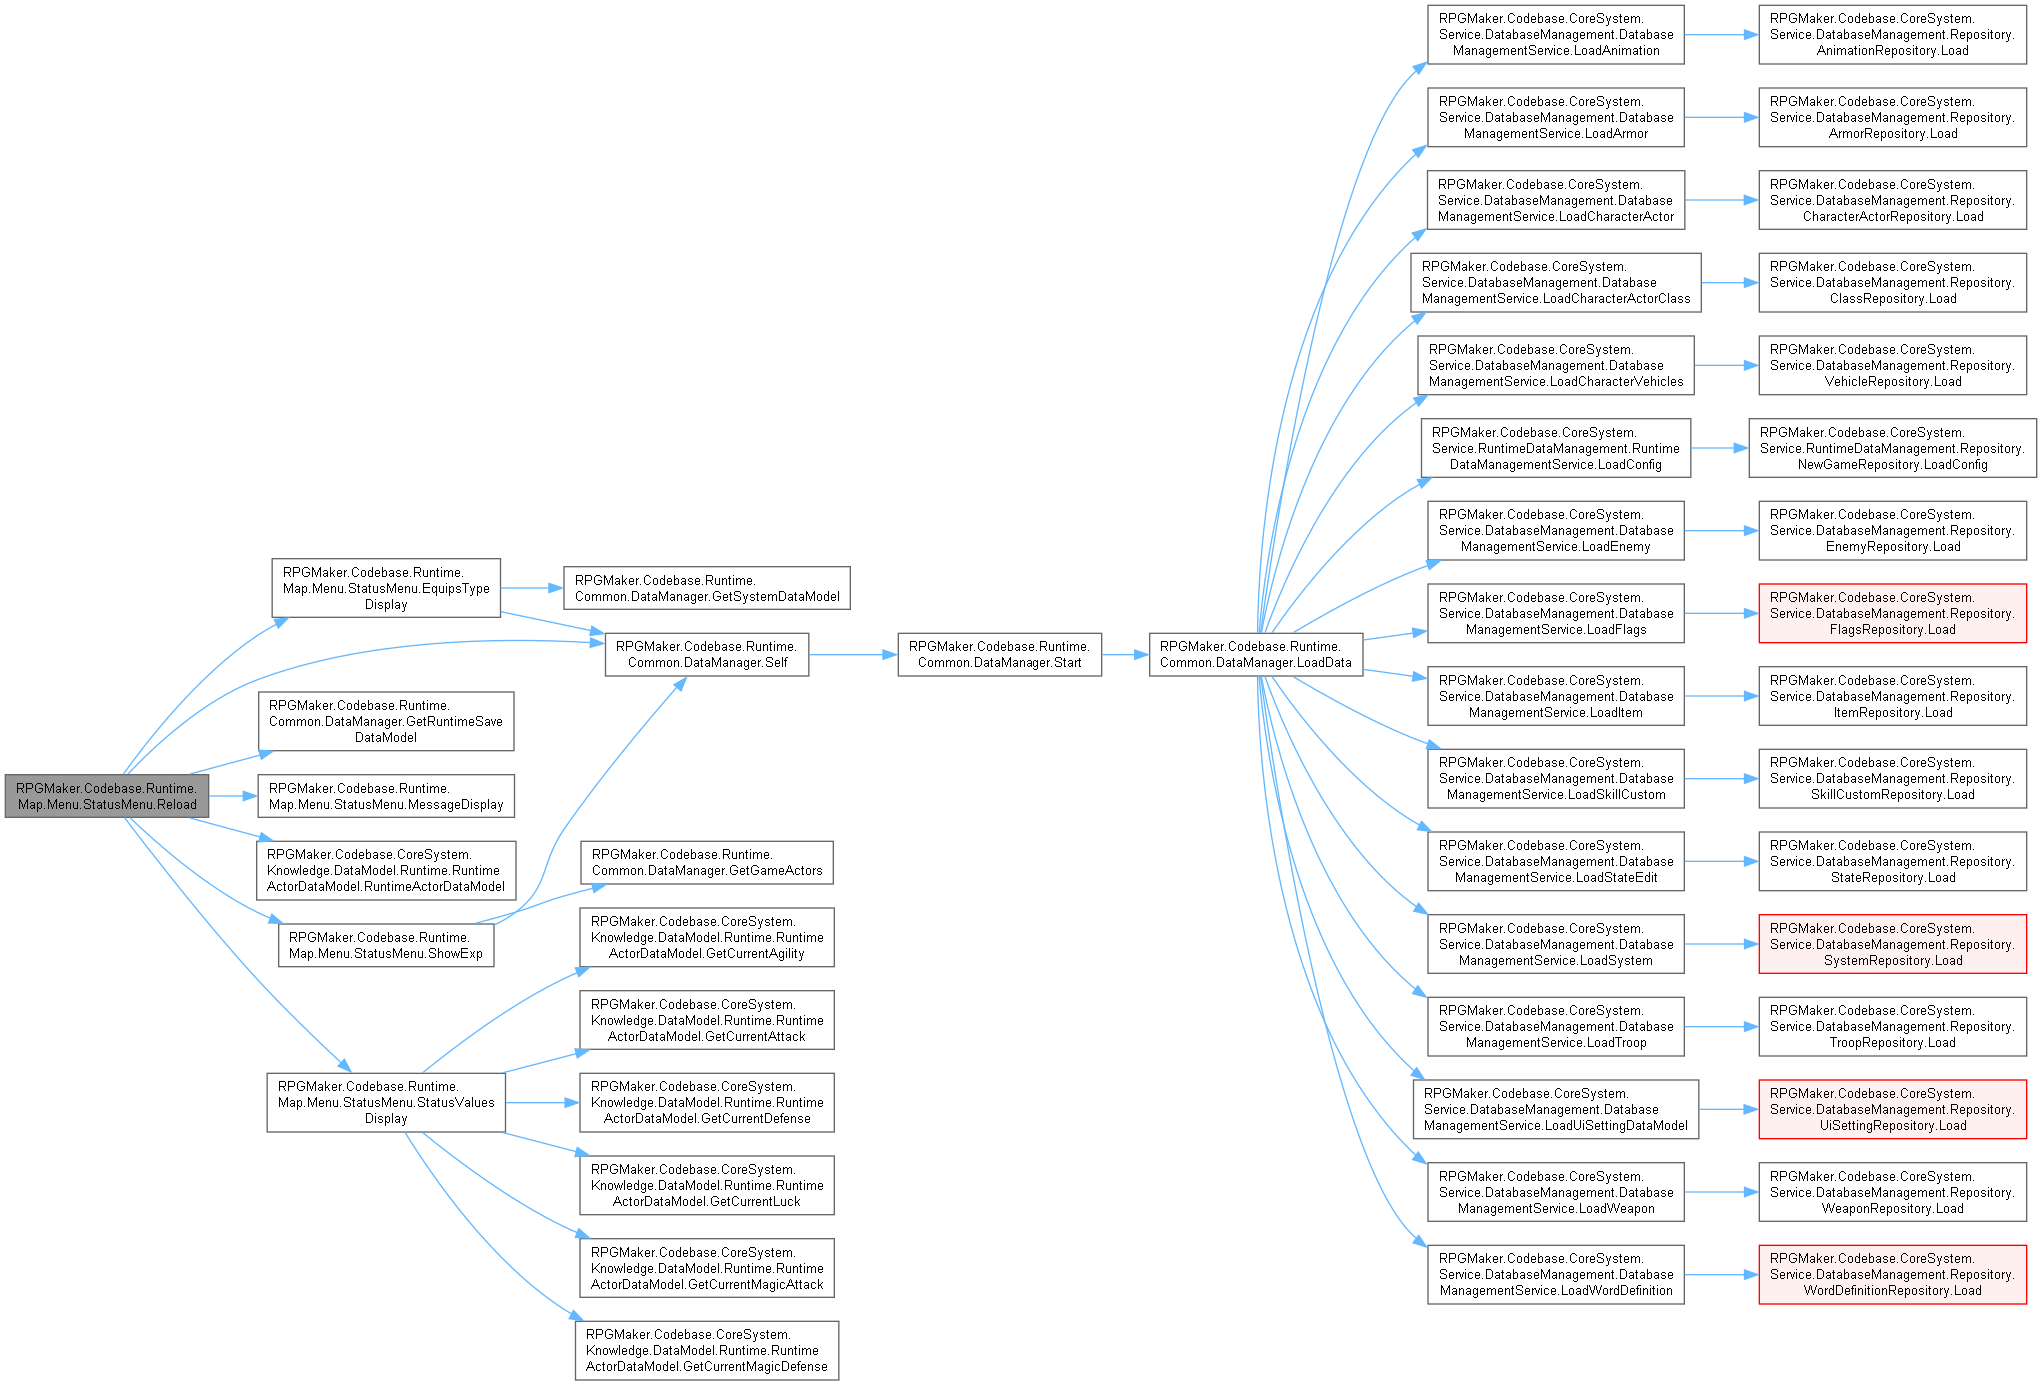 RPGMaker.Codebase.Runtime.
Map.Menu.StatusMenu.Reload
RPGMaker.Codebase.Runtime.
Map.Menu.StatusMenu.EquipsType
Display
RPGMaker.Codebase.Runtime.
Common.DataManager.GetRuntimeSave
DataModel
RPGMaker.Codebase.Runtime.
Map.Menu.StatusMenu.MessageDisplay
RPGMaker.Codebase.CoreSystem.
Knowledge.DataModel.Runtime.Runtime
ActorDataModel.RuntimeActorDataModel
RPGMaker.Codebase.Runtime.
Map.Menu.StatusMenu.ShowExp
RPGMaker.Codebase.Runtime.
Map.Menu.StatusMenu.StatusValues
Display
RPGMaker.Codebase.Runtime.
Common.DataManager.GetSystemDataModel
RPGMaker.Codebase.Runtime.
Common.DataManager.Self
RPGMaker.Codebase.Runtime.
Common.DataManager.GetGameActors
RPGMaker.Codebase.CoreSystem.
Knowledge.DataModel.Runtime.Runtime
ActorDataModel.GetCurrentAgility
RPGMaker.Codebase.CoreSystem.
Knowledge.DataModel.Runtime.Runtime
ActorDataModel.GetCurrentAttack
RPGMaker.Codebase.CoreSystem.
Knowledge.DataModel.Runtime.Runtime
ActorDataModel.GetCurrentDefense
RPGMaker.Codebase.CoreSystem.
Knowledge.DataModel.Runtime.Runtime
ActorDataModel.GetCurrentLuck
RPGMaker.Codebase.CoreSystem.
Knowledge.DataModel.Runtime.Runtime
ActorDataModel.GetCurrentMagicAttack
RPGMaker.Codebase.CoreSystem.
Knowledge.DataModel.Runtime.Runtime
ActorDataModel.GetCurrentMagicDefense
RPGMaker.Codebase.Runtime.
Common.DataManager.Start
RPGMaker.Codebase.Runtime.
Common.DataManager.LoadData
RPGMaker.Codebase.CoreSystem.
Service.DatabaseManagement.Database
ManagementService.LoadAnimation
RPGMaker.Codebase.CoreSystem.
Service.DatabaseManagement.Repository.
AnimationRepository.Load
RPGMaker.Codebase.CoreSystem.
Service.DatabaseManagement.Database
ManagementService.LoadArmor
RPGMaker.Codebase.CoreSystem.
Service.DatabaseManagement.Repository.
ArmorRepository.Load
RPGMaker.Codebase.CoreSystem.
Service.DatabaseManagement.Database
ManagementService.LoadCharacterActor
RPGMaker.Codebase.CoreSystem.
Service.DatabaseManagement.Repository.
CharacterActorRepository.Load
RPGMaker.Codebase.CoreSystem.
Service.DatabaseManagement.Database
ManagementService.LoadCharacterActorClass
RPGMaker.Codebase.CoreSystem.
Service.DatabaseManagement.Repository.
ClassRepository.Load
RPGMaker.Codebase.CoreSystem.
Service.DatabaseManagement.Database
ManagementService.LoadCharacterVehicles
RPGMaker.Codebase.CoreSystem.
Service.DatabaseManagement.Repository.
VehicleRepository.Load
RPGMaker.Codebase.CoreSystem.
Service.RuntimeDataManagement.Runtime
DataManagementService.LoadConfig
RPGMaker.Codebase.CoreSystem.
Service.RuntimeDataManagement.Repository.
NewGameRepository.LoadConfig
RPGMaker.Codebase.CoreSystem.
Service.DatabaseManagement.Database
ManagementService.LoadEnemy
RPGMaker.Codebase.CoreSystem.
Service.DatabaseManagement.Repository.
EnemyRepository.Load
RPGMaker.Codebase.CoreSystem.
Service.DatabaseManagement.Database
ManagementService.LoadFlags
RPGMaker.Codebase.CoreSystem.
Service.DatabaseManagement.Repository.
FlagsRepository.Load
RPGMaker.Codebase.CoreSystem.
Service.DatabaseManagement.Database
ManagementService.LoadItem
RPGMaker.Codebase.CoreSystem.
Service.DatabaseManagement.Repository.
ItemRepository.Load
RPGMaker.Codebase.CoreSystem.
Service.DatabaseManagement.Database
ManagementService.LoadSkillCustom
RPGMaker.Codebase.CoreSystem.
Service.DatabaseManagement.Repository.
SkillCustomRepository.Load
RPGMaker.Codebase.CoreSystem.
Service.DatabaseManagement.Database
ManagementService.LoadStateEdit
RPGMaker.Codebase.CoreSystem.
Service.DatabaseManagement.Repository.
StateRepository.Load
RPGMaker.Codebase.CoreSystem.
Service.DatabaseManagement.Database
ManagementService.LoadSystem
RPGMaker.Codebase.CoreSystem.
Service.DatabaseManagement.Repository.
SystemRepository.Load
RPGMaker.Codebase.CoreSystem.
Service.DatabaseManagement.Database
ManagementService.LoadTroop
RPGMaker.Codebase.CoreSystem.
Service.DatabaseManagement.Repository.
TroopRepository.Load
RPGMaker.Codebase.CoreSystem.
Service.DatabaseManagement.Database
ManagementService.LoadUiSettingDataModel
RPGMaker.Codebase.CoreSystem.
Service.DatabaseManagement.Repository.
UiSettingRepository.Load
RPGMaker.Codebase.CoreSystem.
Service.DatabaseManagement.Database
ManagementService.LoadWeapon
RPGMaker.Codebase.CoreSystem.
Service.DatabaseManagement.Repository.
WeaponRepository.Load
RPGMaker.Codebase.CoreSystem.
Service.DatabaseManagement.Database
ManagementService.LoadWordDefinition
RPGMaker.Codebase.CoreSystem.
Service.DatabaseManagement.Repository.
WordDefinitionRepository.Load